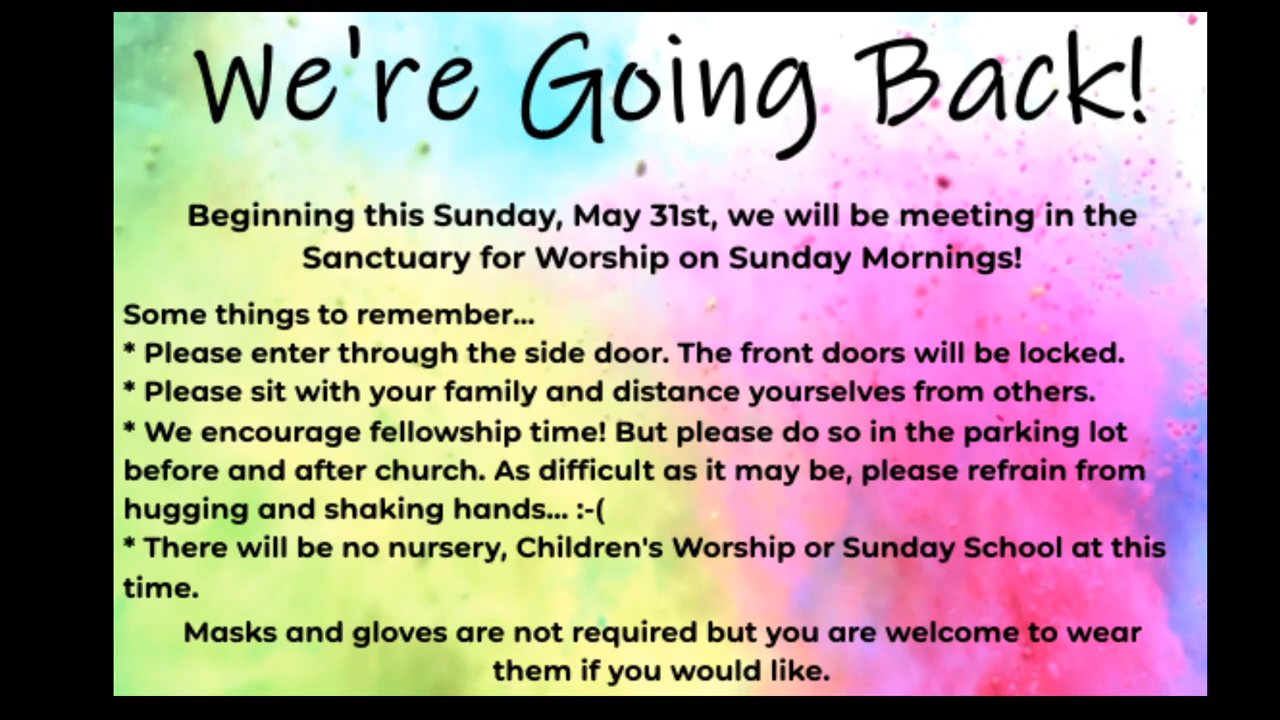 We're Going Back!
Beginning this Sunday, May 31st, we will be meeting in the
Sanctuary for Worship on Sunday Mornings!
Some things to remember...
* Please enter through the side door. The front doors will be locked.
* Please sit with your family and distance yourselves from others.
* We encourage fellowship time! But please do so in the parking lot
before and after church. As difficult as it may be, please refrain from
hugging and shaking hands... :-(
* There will be no nursery, Children's Worship or Sunday School at this
time.
Masks and gloves are not required but you are welcome to wear
them if you would like.